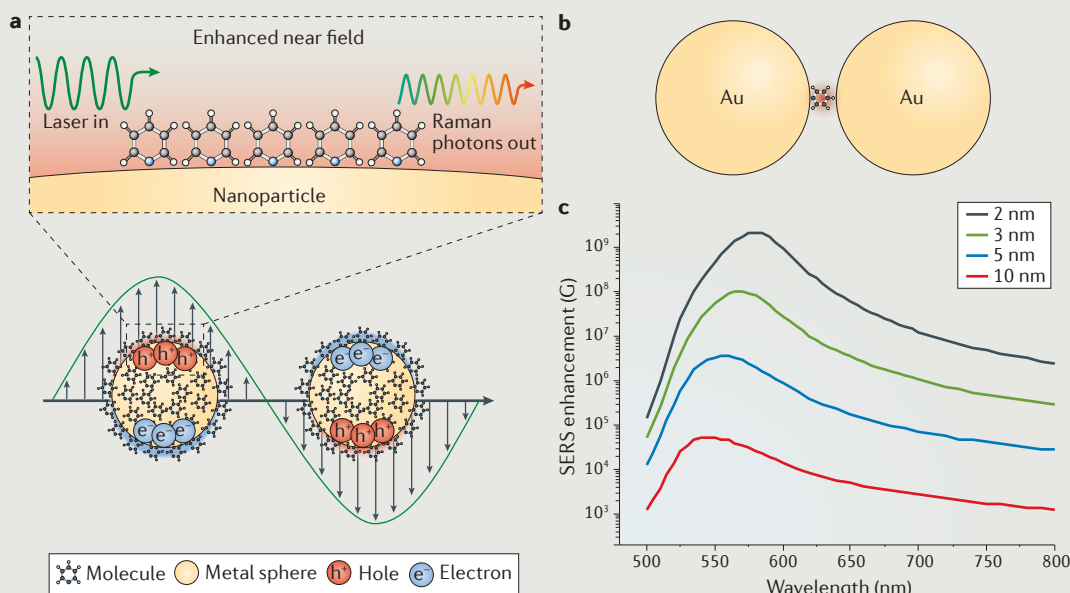 a
Enhanced near field
Laser in
Raman
photons out
Nanoparticle
h⁺ h⁺ h⁺
e⁻ e⁻ e⁻
e⁻ e⁻ e⁻
h⁺ h⁺ h⁺
Molecule Metal sphere h⁺ Hole e⁻ Electron
b
Au Au
c
2 nm
3 nm
5 nm
10 nm
SERS enhancement (G)
10⁹
10⁸
10⁷
10⁶
10⁵
10⁴
10³
500 550 600 650 700 750 800
Wavelength (nm)